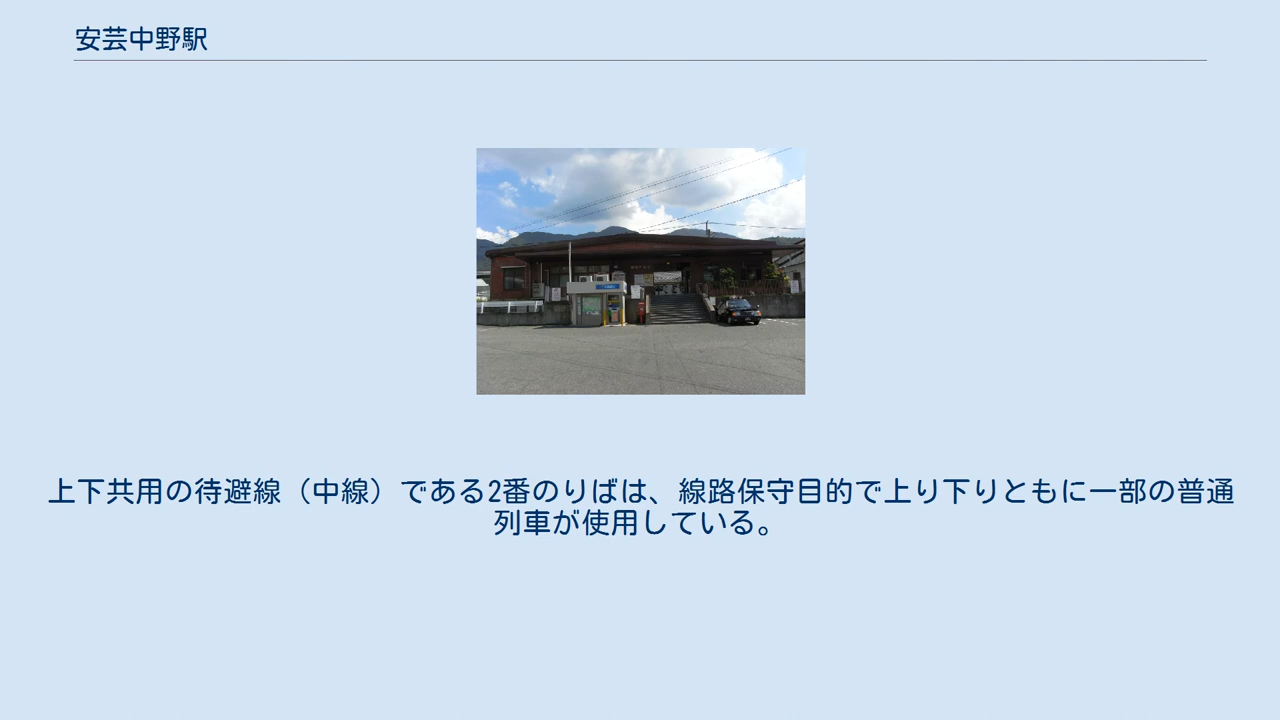 安芸中野駅
上下共用の待避線（中線）である2番のりばは、線路保守目的で上り下りともに一部の普通
列車が使用している。